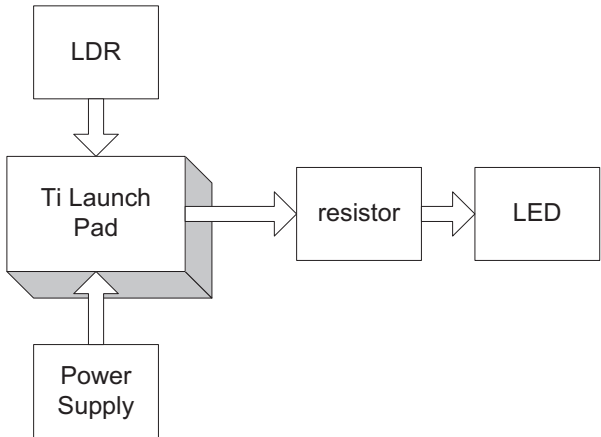 LDR
Ti Launch
Pad
resistor
LED
Power
Supply